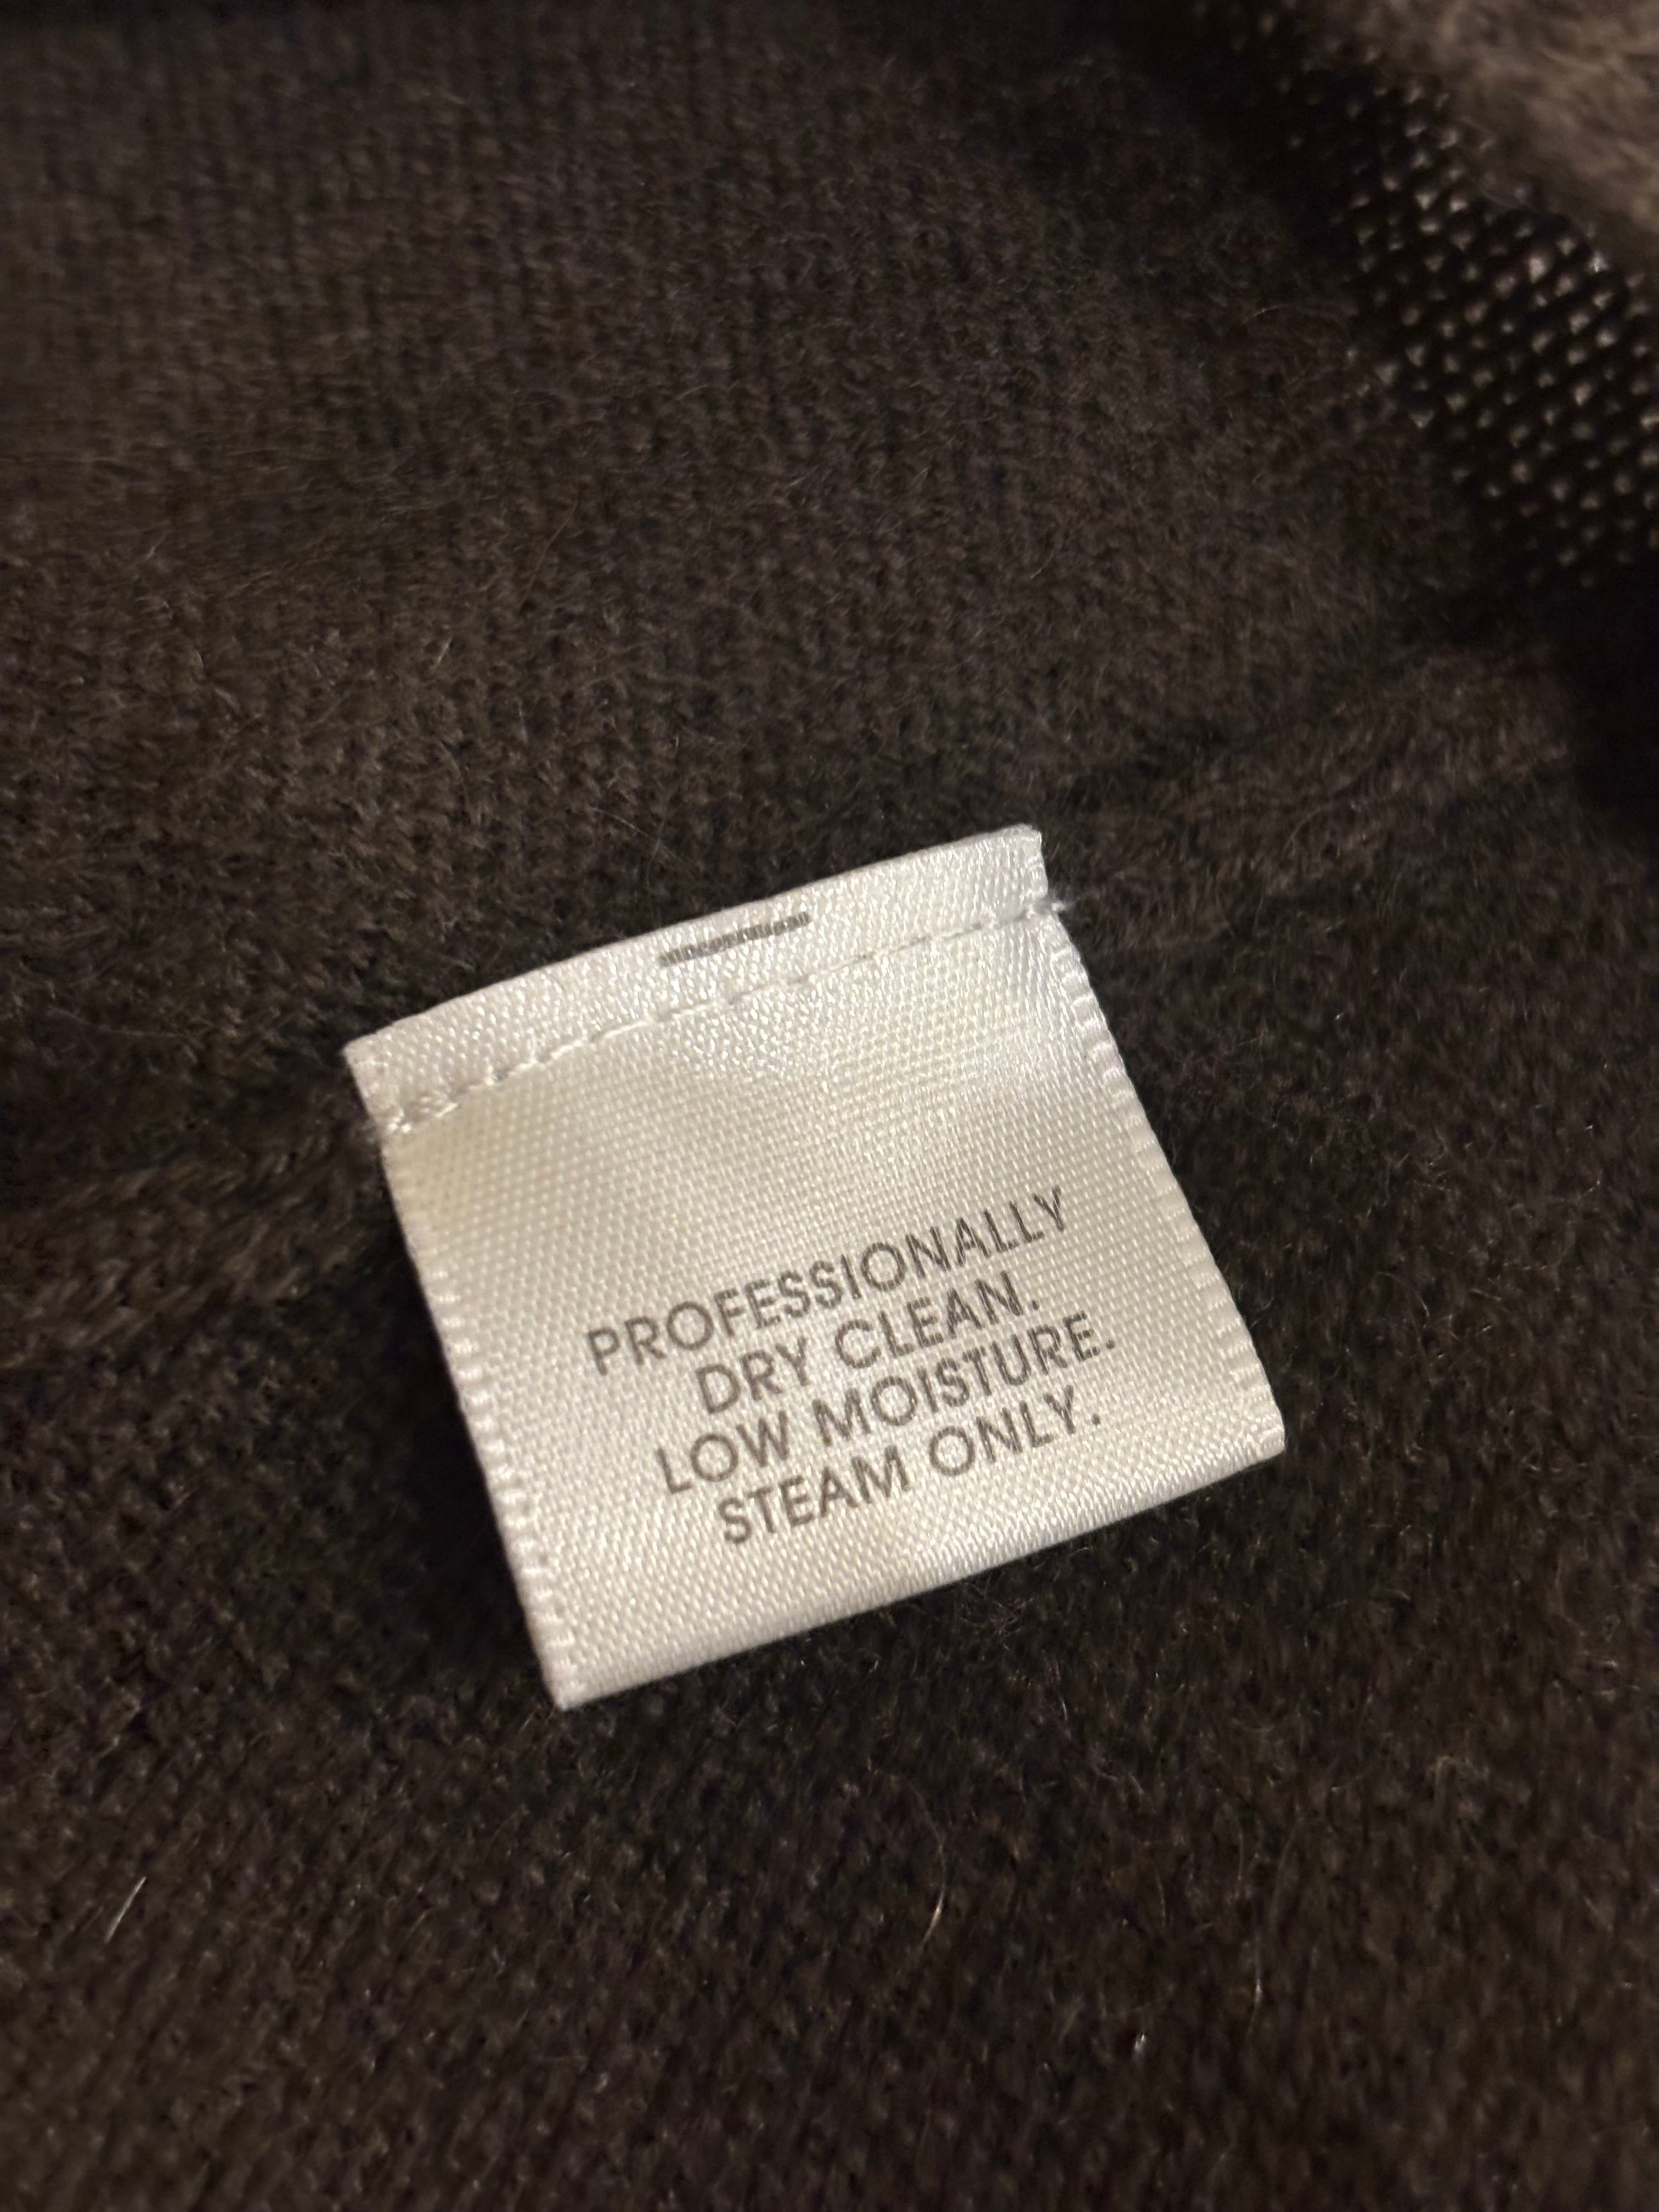 PROFESSIONALLY
DRY CLEAN.
LOW MOISTURE.
STEAM ONLY.